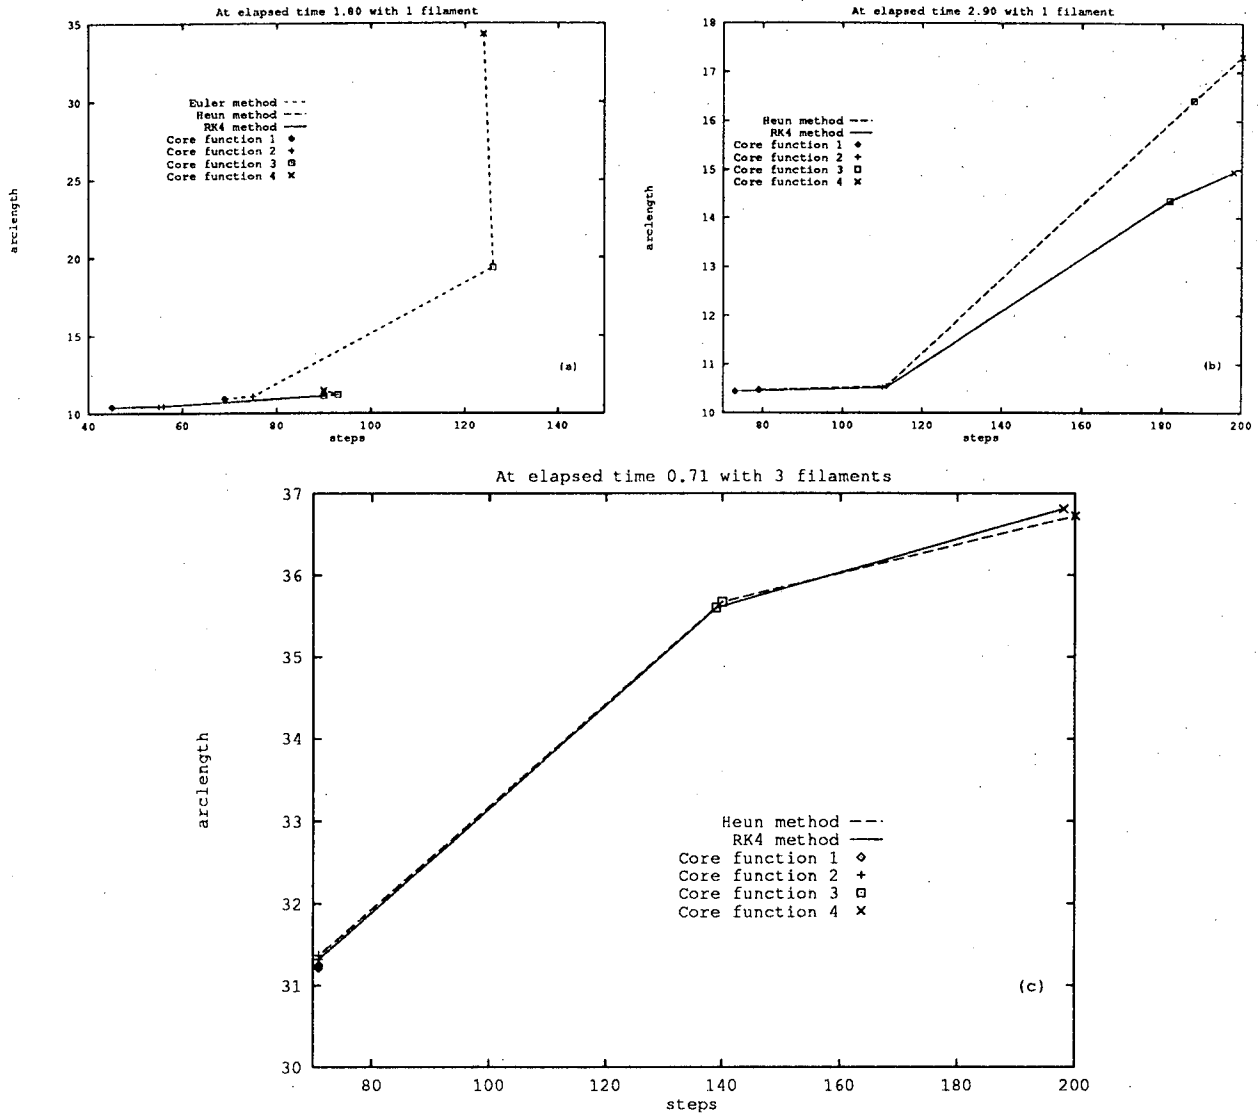 At elapsed time 1.80 with 1 filament
35
30
25
20
15
10
arclength
Euler method
Heun method
RK4 method
Core function 1
Core function 2
Core function 3
Core function 4
(a)
40 60 80 100 120 140
steps
At elapsed time 2.90 with 1 filament
18
17
16
15
14
13
12
11
10
arclength
Heun method
RK4 method
Core function 1
Core function 2
Core function 3
Core function 4
(b)
80 100 120 140 160 180 200
steps
At elapsed time 0.71 with 3 filaments
37
36
35
34
33
32
31
30
arclength
Heun method
RK4 method
Core function 1
Core function 2
Core function 3
Core function 4
(c)
80 100 120 140 160 180 200
steps